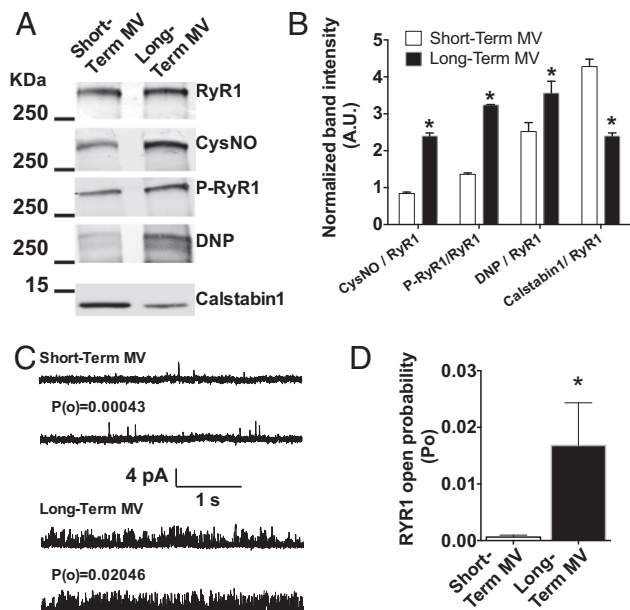 A
Short-
Term MV
Long-
Term MV
KDa
250
RyR1
250
CysNO
250
P-RyR1
250
DNP
15
Calstabin1
B
Normalized band intensity
(A.U.)
5
4
3
2
1
0
Short-Term MV
Long-Term MV
*
*
*
*
CysNO / RyR1
P-RyR1/RyR1
DNP / RyR1
Calstabin1/ RyR1
C
Short-Term MV
P(o)=0.00043
4 pA
1 s
Long-Term MV
P(o)=0.02046
D
RYR1 open probability
(Po)
0.03
0.02
0.01
0.00
*
Short-
Term MV
Long-
Term MV